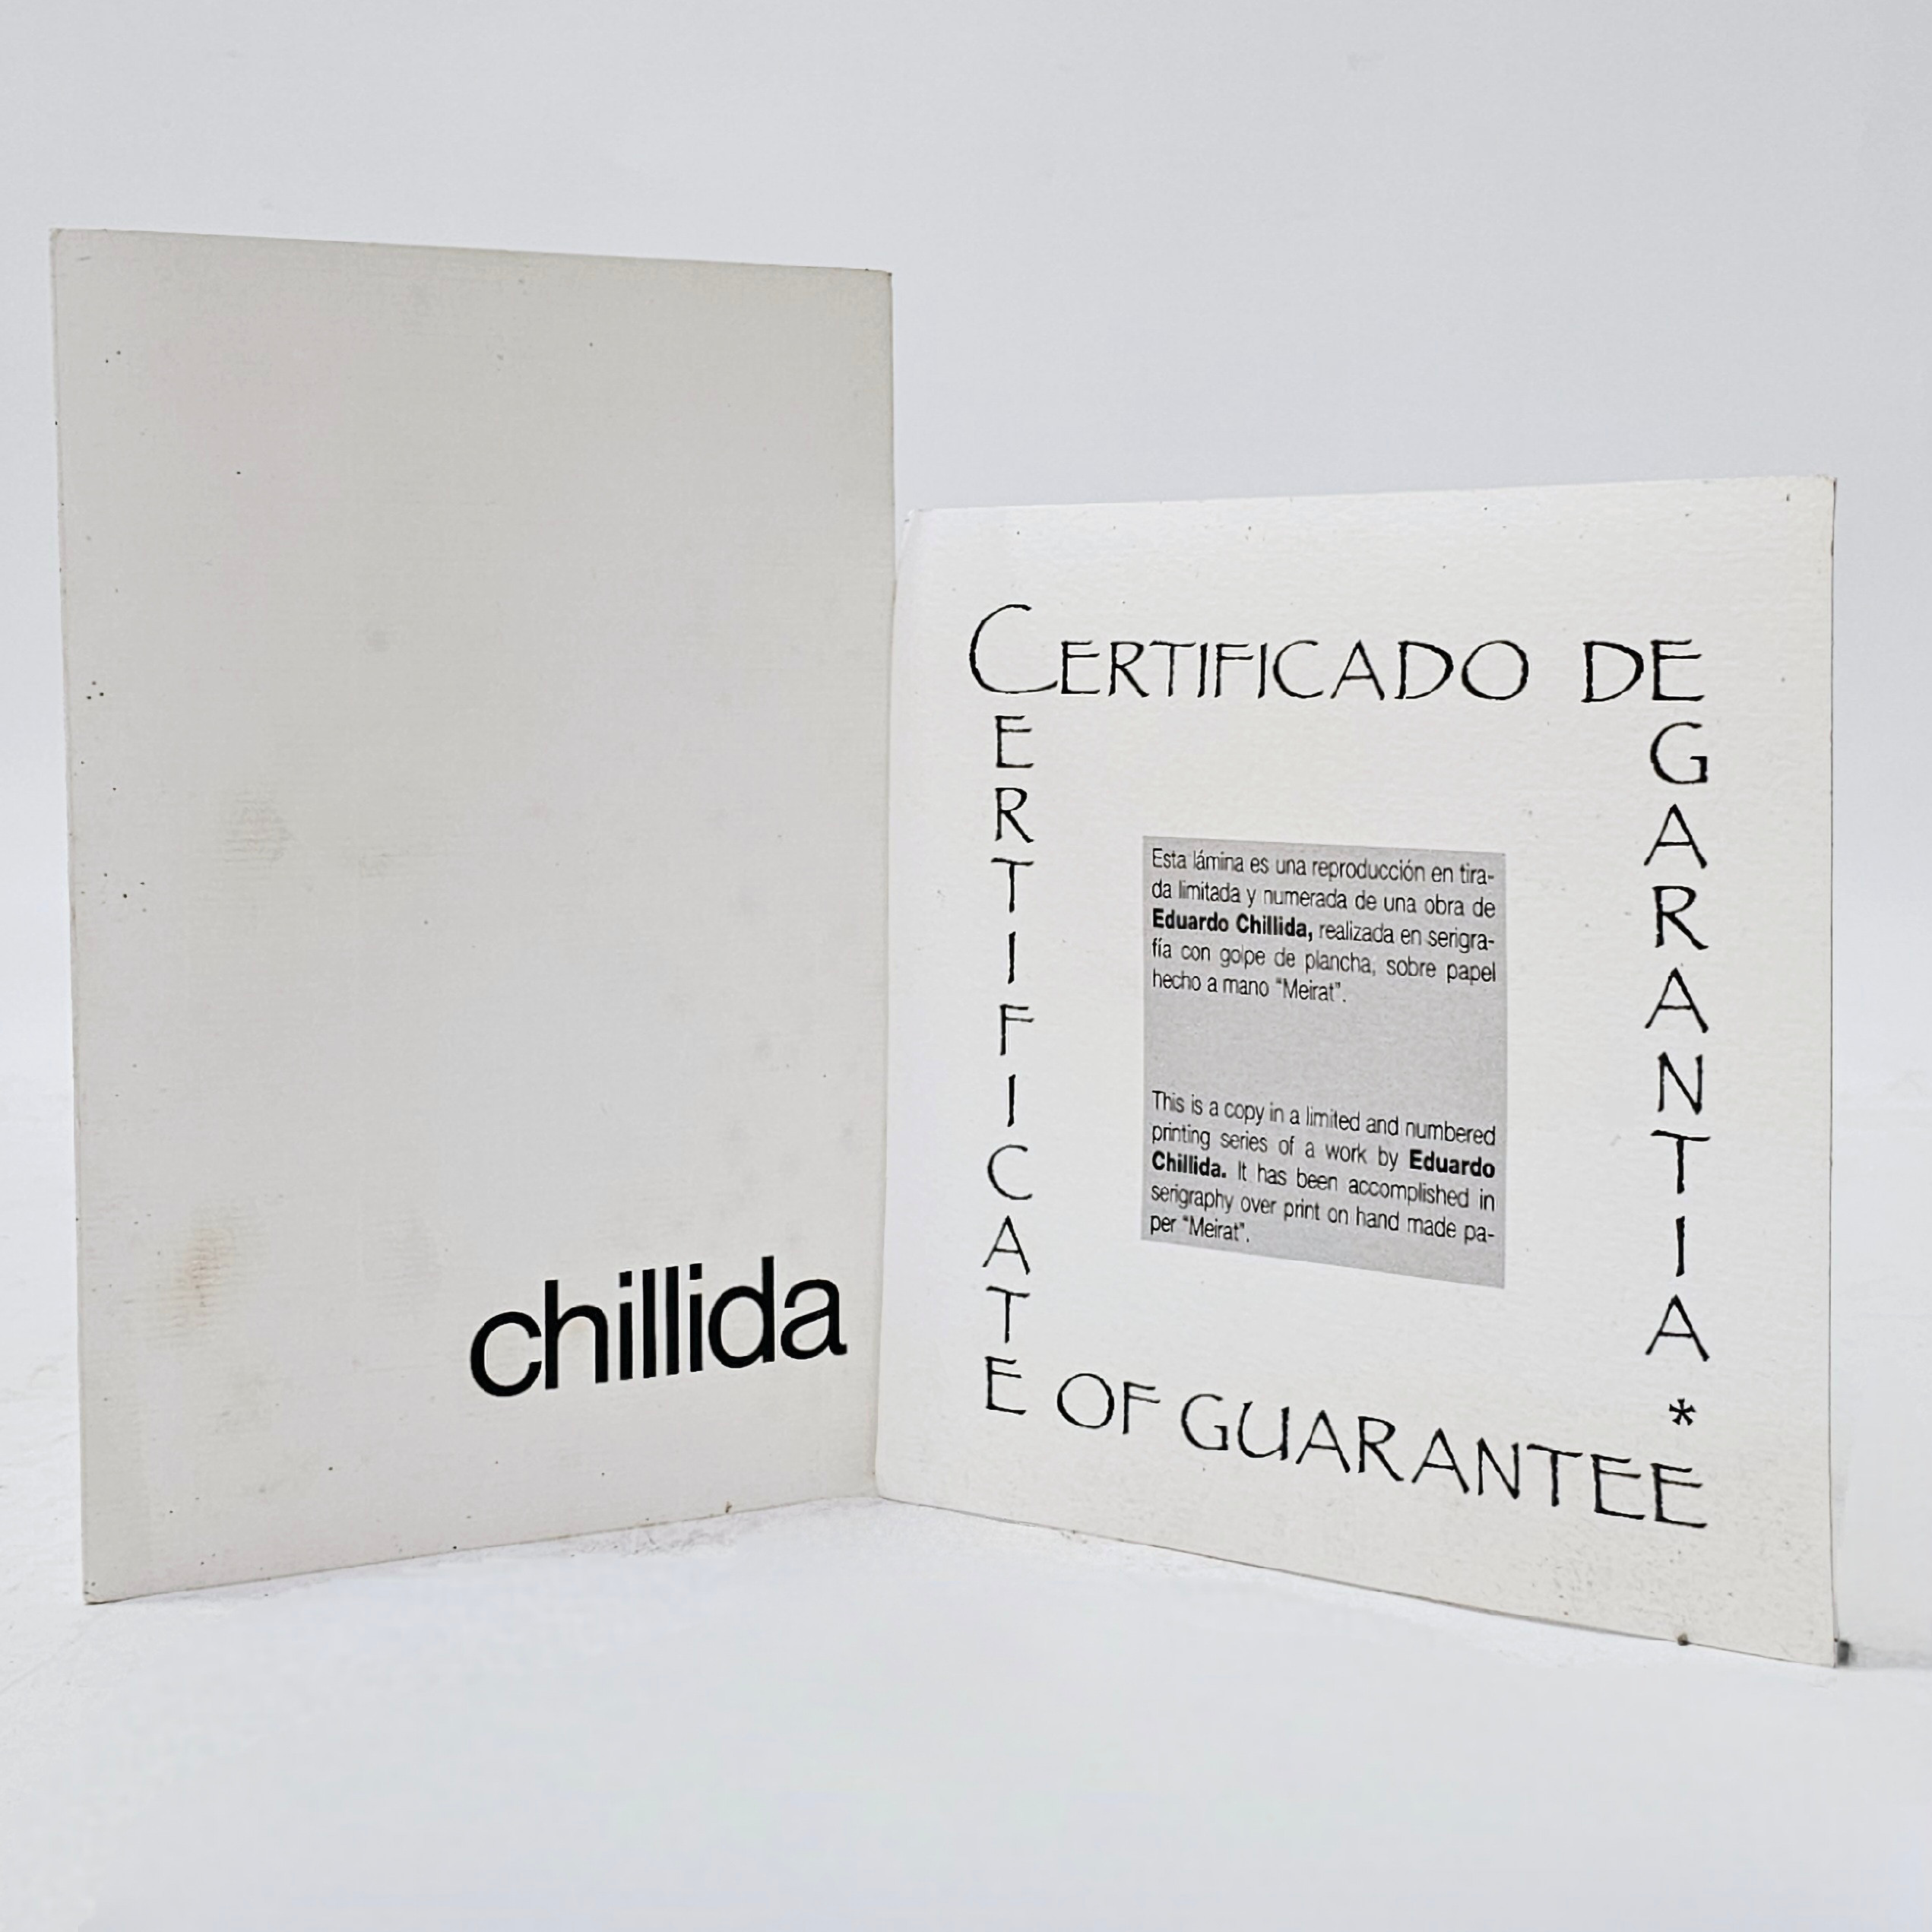 chillida
CERTIFICADO DE
GARANTIA*
CERTIFICATE
OF GUARANTEE
Esta lámina es una reproducción en tira-
da limitada y numerada de una obra de
Eduardo Chillida, realizada en serigra-
fía con golpe de plancha, sobre papel
hecho a mano "Meirat".
This is a copy in a limited and numbered
printing series of a work by Eduardo
Chillida. It has been accomplished in
serigraphy over print on hand made pa-
per "Meirat".